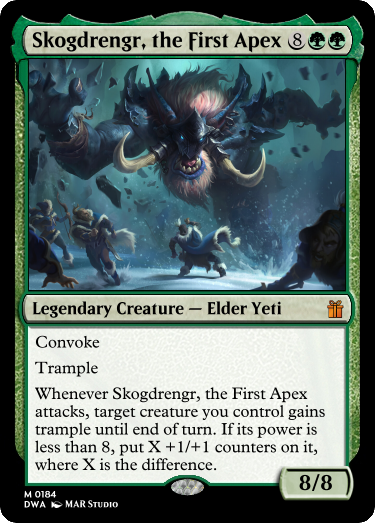 Skogdrengr, the First Apex 8
Legendary Creature — Elder Yeti
Convoke
Trample
Whenever Skogdrengr, the First Apex
attacks, target creature you control gains
trample until end of turn. If its power is
less than 8, put X +1/+1 counters on it,
where X is the difference.
8/8
M 0184
DWA MAR Studio